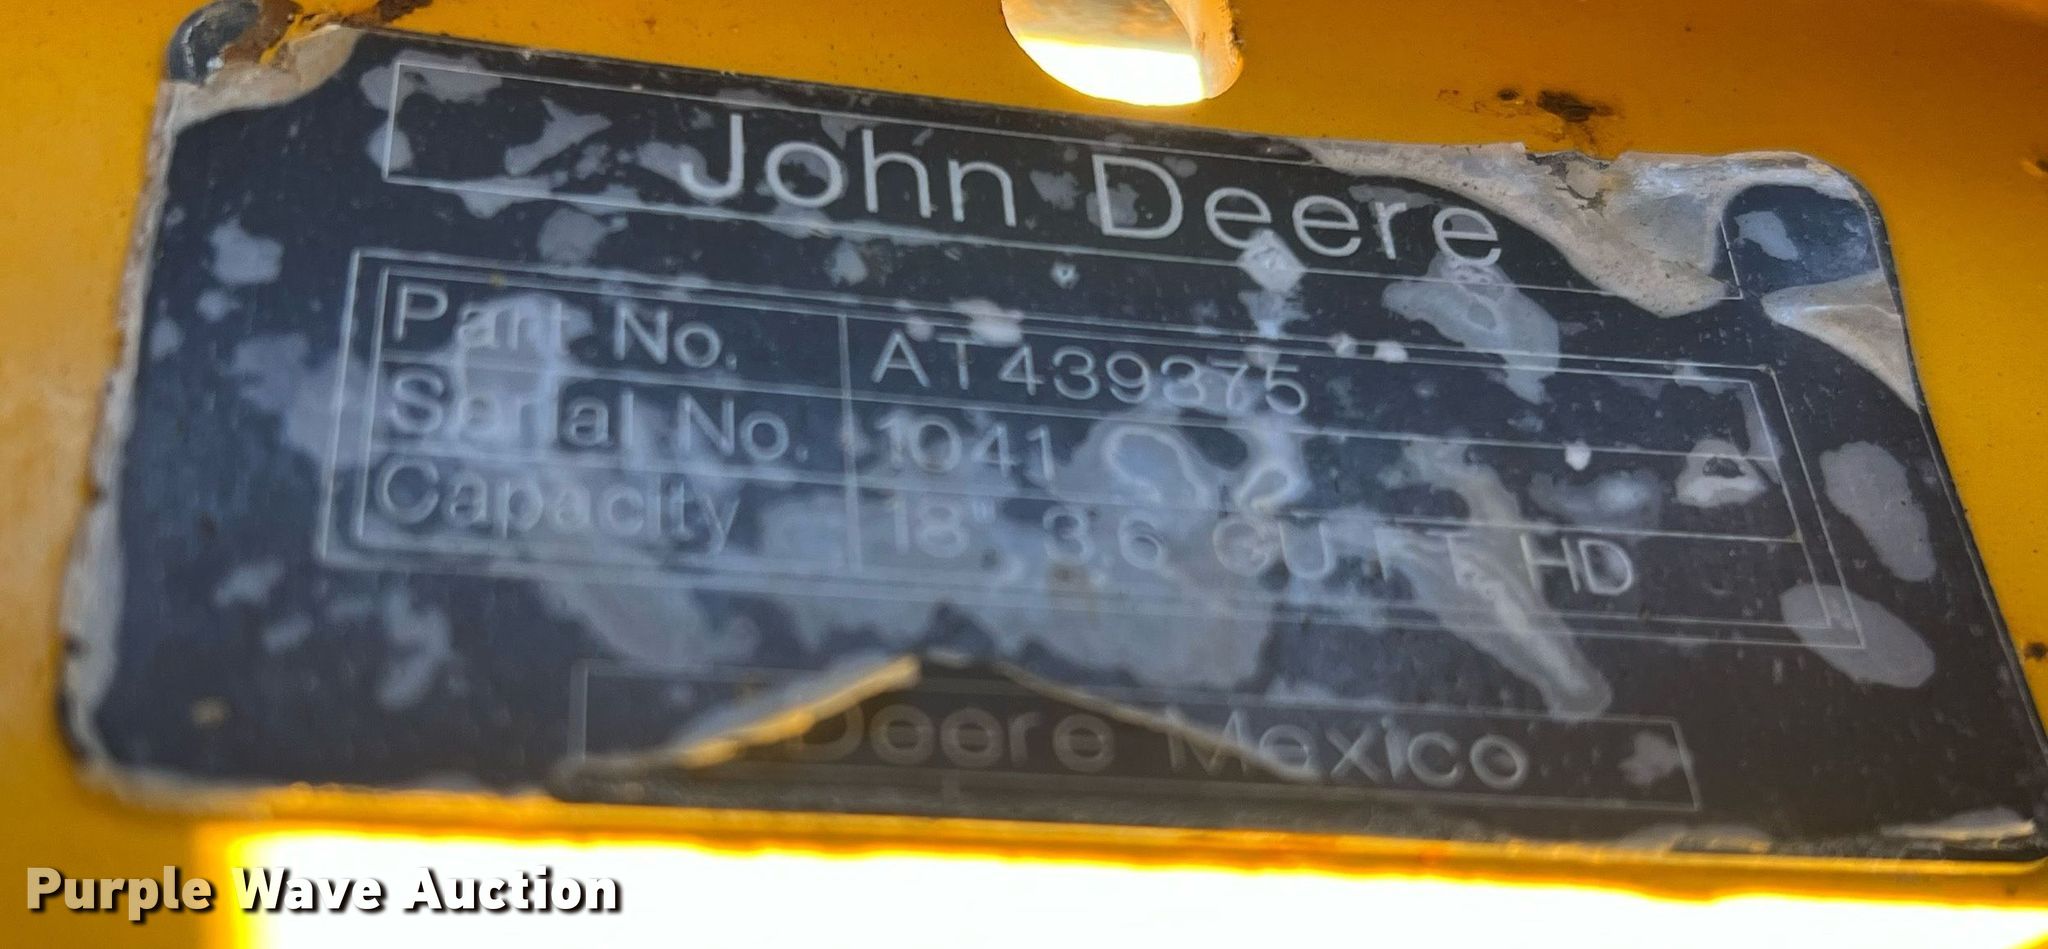 John Deere
Part No. AT439375
Serial No. 1041
Capacity 18" 3.6 CU FT HD
Deere Mexico
Purple Wave Auction